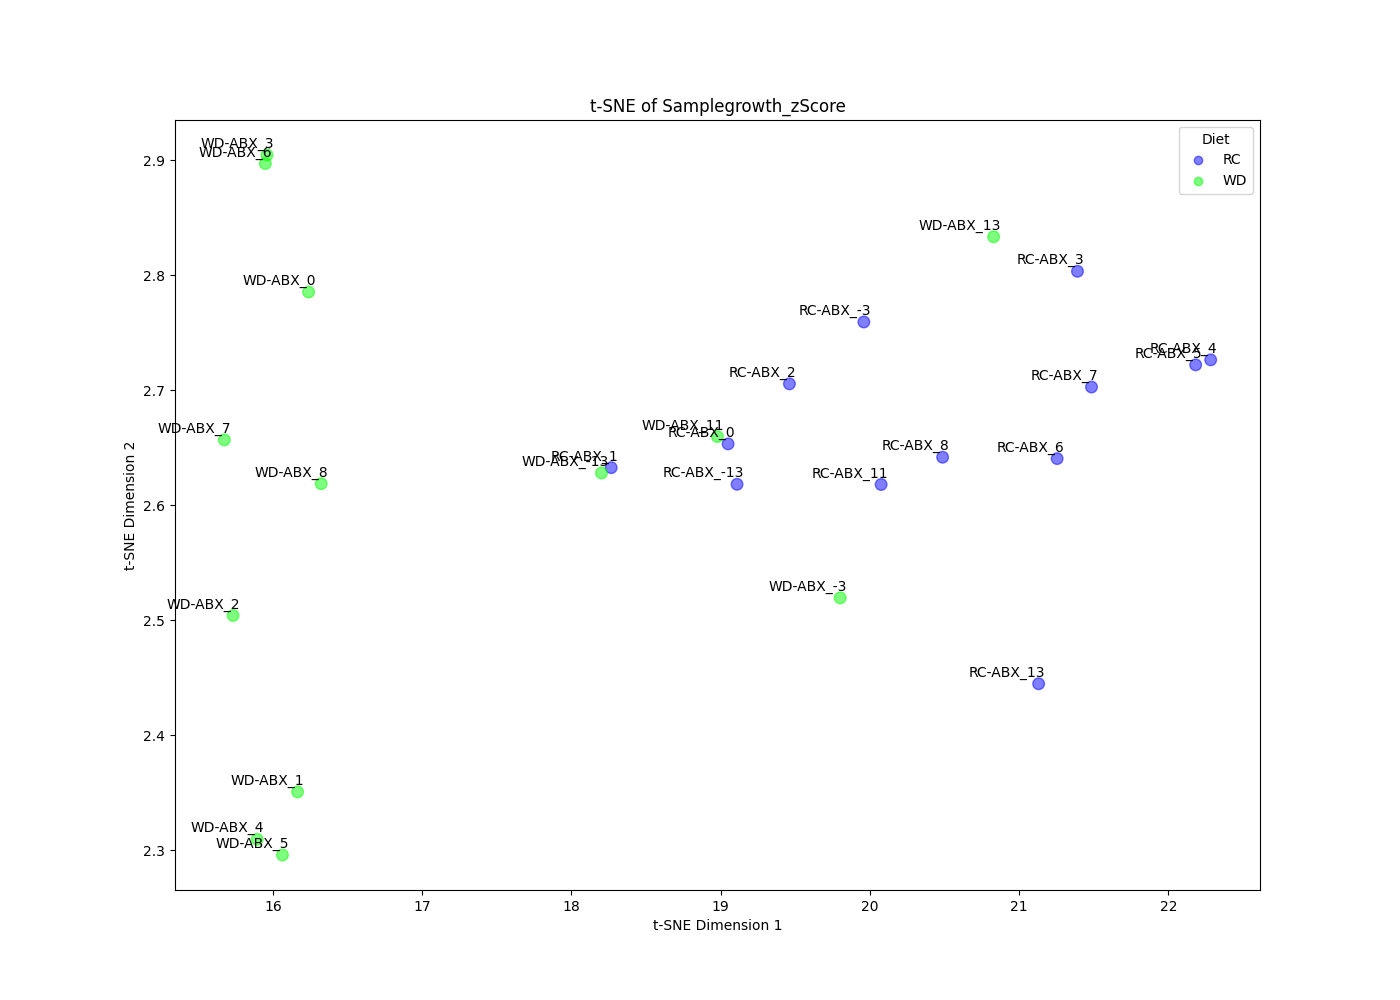 t-SNE of Samplegrowth_zScore
Diet
RC
WD
WD-ABX_3
WD-ABX_6
WD-ABX_13
RC-ABX_3
WD-ABX_0
RC-ABX_-3
RC-ABX_4
RC-ABX_5
RC-ABX_2
RC-ABX_7
WD-ABX_7
WD-ABX_11
RC-ABX_0
RC-ABX_8
RC-ABX_6
RC-ABX_1
WD-ABX_-13
WD-ABX_8
RC-ABX_-13
RC-ABX_11
WD-ABX_-3
WD-ABX_2
RC-ABX_13
WD-ABX_1
WD-ABX_4
WD-ABX_5
2.9
2.8
2.7
2.6
2.5
2.4
2.3
t-SNE Dimension 2
16 17 18 19 20 21 22
t-SNE Dimension 1